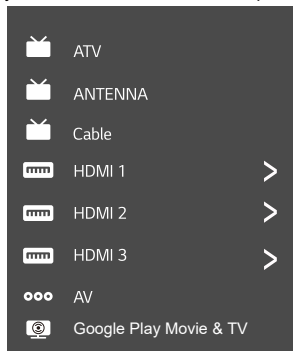 ATV
ANTENNA
Cable
HDMI 1
HDMI 2
HDMI 3
AV
Google Play Movie & TV